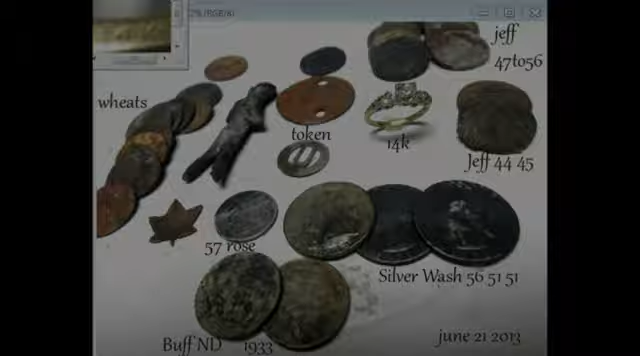 jeff
47to56
wheats
token
14k
Jeff 44 45
57 rose
Silver Wash 56 51 51
Buff ND 1933
june 21 2013